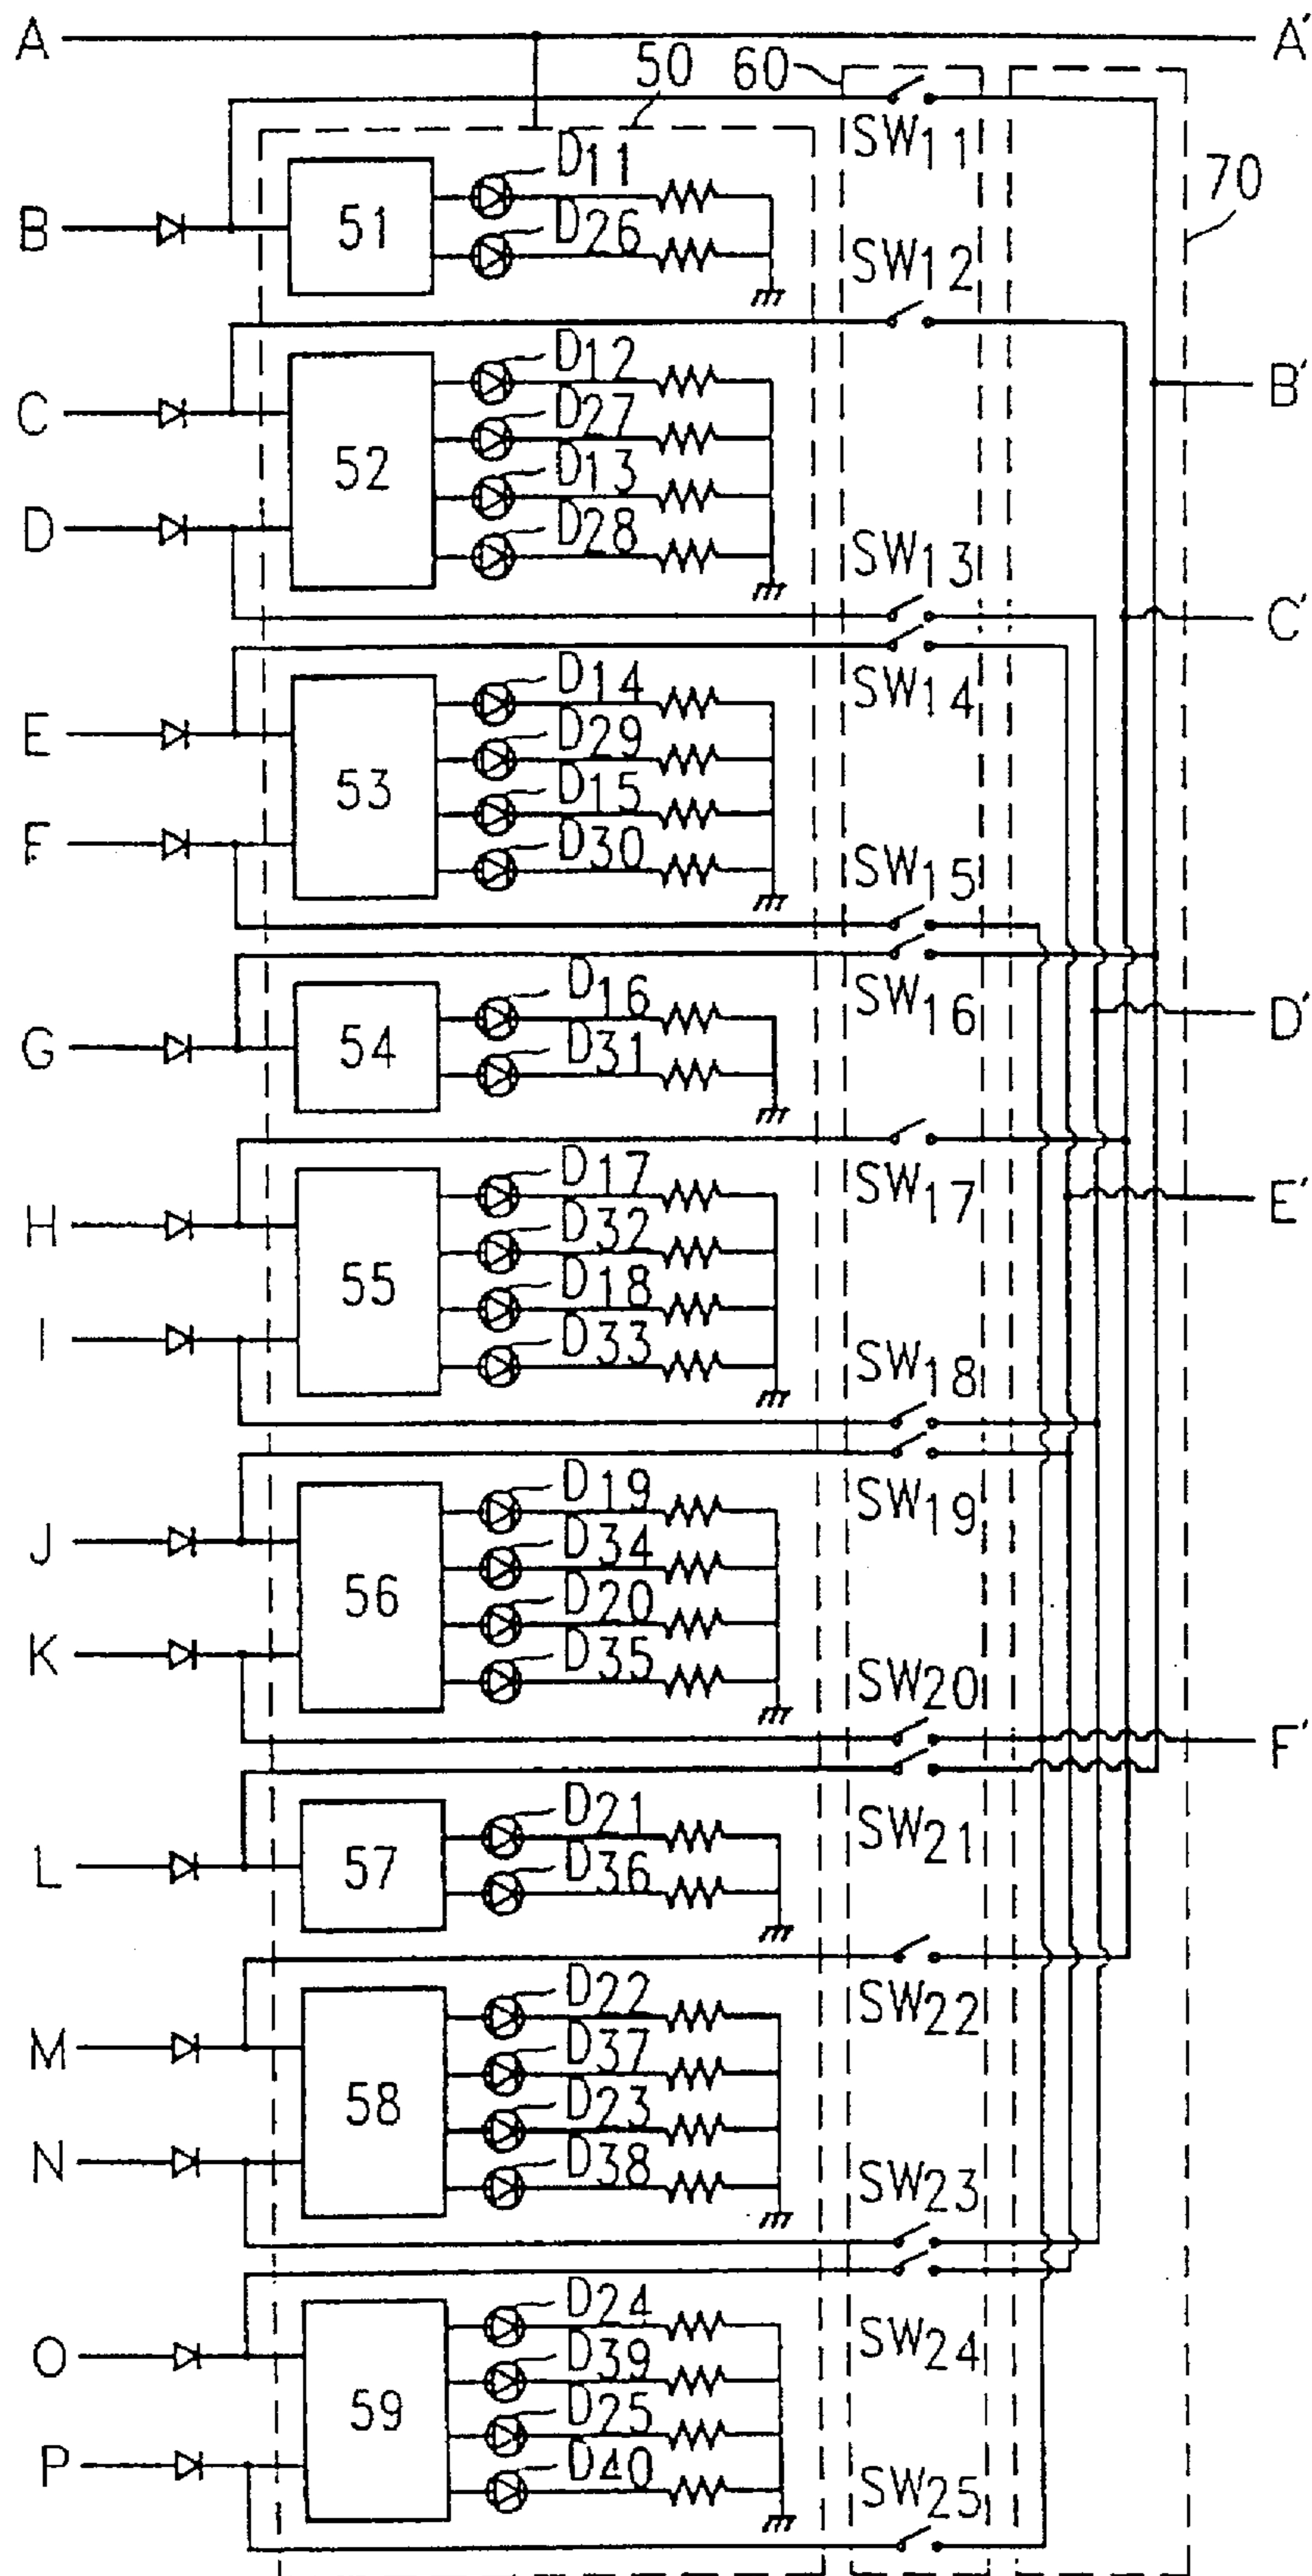 A A'
50 60
SW11
D11
70
B 51
D26
SW12
D12
B'
C
D27
52
D13
D
D28
SW13
C'
D14
SW14
E
D29
53
D15
F
D30
SW15
D16
SW16
D'
G 54
D31
D17
SW17
E'
H
D32
55
D18
I
D33
SW18
D19
SW19
J
D34
56
D20
K
D35
SW20
F'
D21
SW21
L 57
D36
D22
SW22
M
D37
58
D23
N
D38
SW23
D24
SW24
O
D39
59
D25
P
D40
SW25